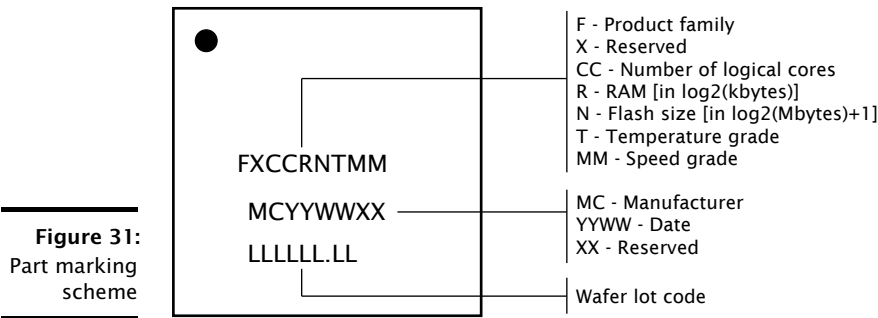 F - Product family
X - Reserved
CC - Number of logical cores
R - RAM [in log2(kbytes)]
N - Flash size [in log2(Mbytes)+1]
T - Temperature grade
MM - Speed grade
FXCCRNTMM
MCYYWWXX
MC - Manufacturer
YYWW - Date
XX - Reserved
LLLLLL.LL
Wafer lot code
Figure 31:
Part marking
scheme